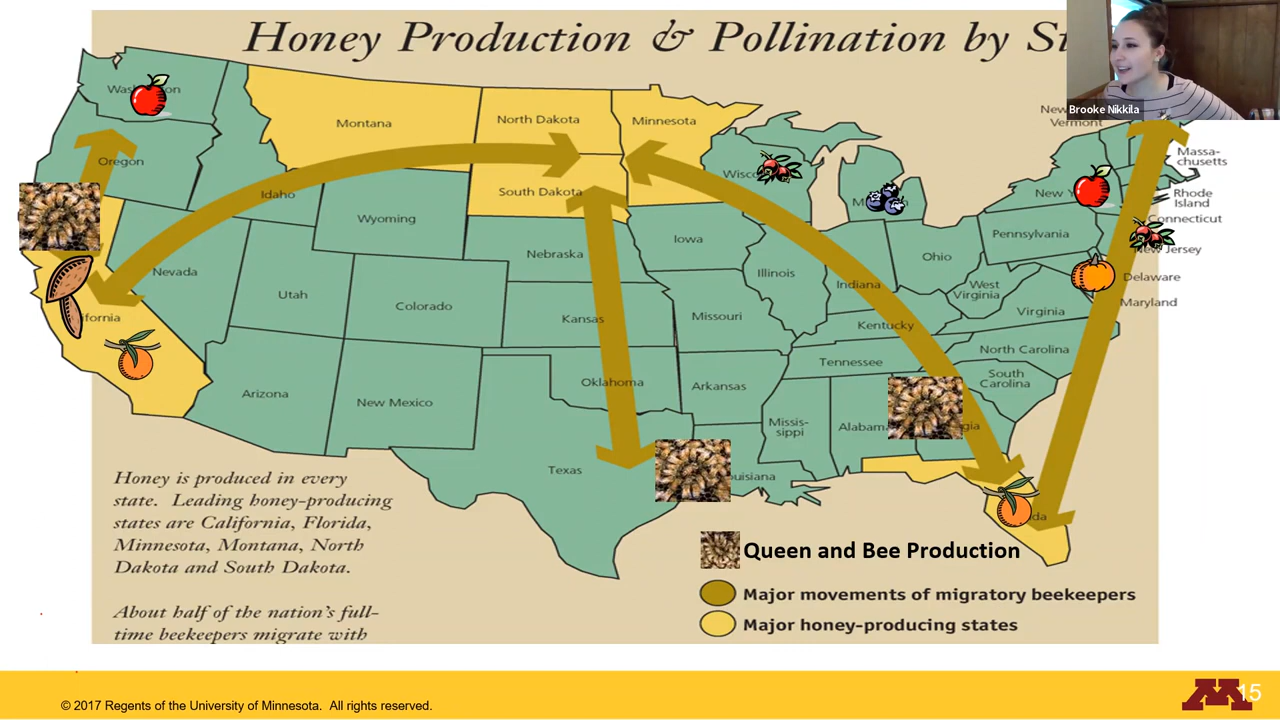 Honey Production & Pollination by
Brooke Nikkila
Montana
North Dakota
Minnesota
Vermont
Oregon
Massa-
chusetts
Idaho
South Dakota
Rhode
Island
Wyoming
Connecticut
Iowa
Pennsylvania
Nebraska
Ohio
Jersey
Nevada
Illinois
Indiana
West
Virginia
Delaware
Utah
Colorado
Kansas
Missouri
Virginia
Maryland
Kentucky
Tennessee
North Carolina
Oklahoma
Arkansas
South
Carolina
Arizona
New Mexico
Missis-
sippi
Texas
Honey is produced in every
state. Leading honey-producing
states are California, Florida,
Minnesota, Montana, North
Dakota and South Dakota.
About half of the nation's full-
time beekeepers migrate with
Queen and Bee Production
Major movements of migratory beekeepers
Major honey-producing states
© 2017 Regents of the University of Minnesota. All rights reserved.
M
15